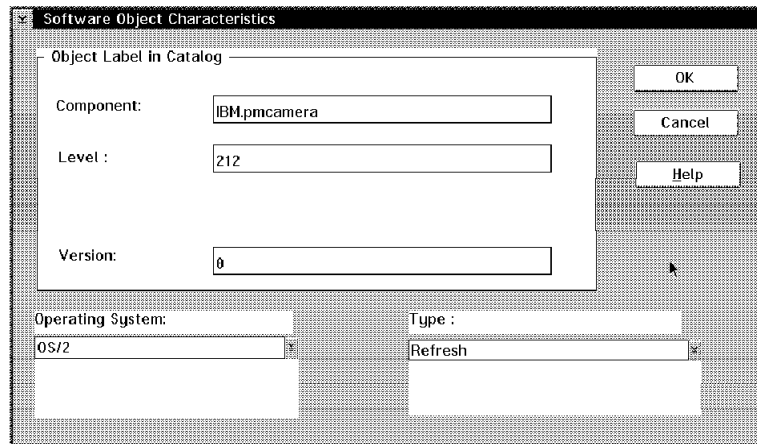 Software Object Characteristics
Object Label in Catalog
OK
Component:
IBM.pmcamera
Cancel
Level :
212
Help
Version:
0
Operating System:
Type :
OS/2
Refresh